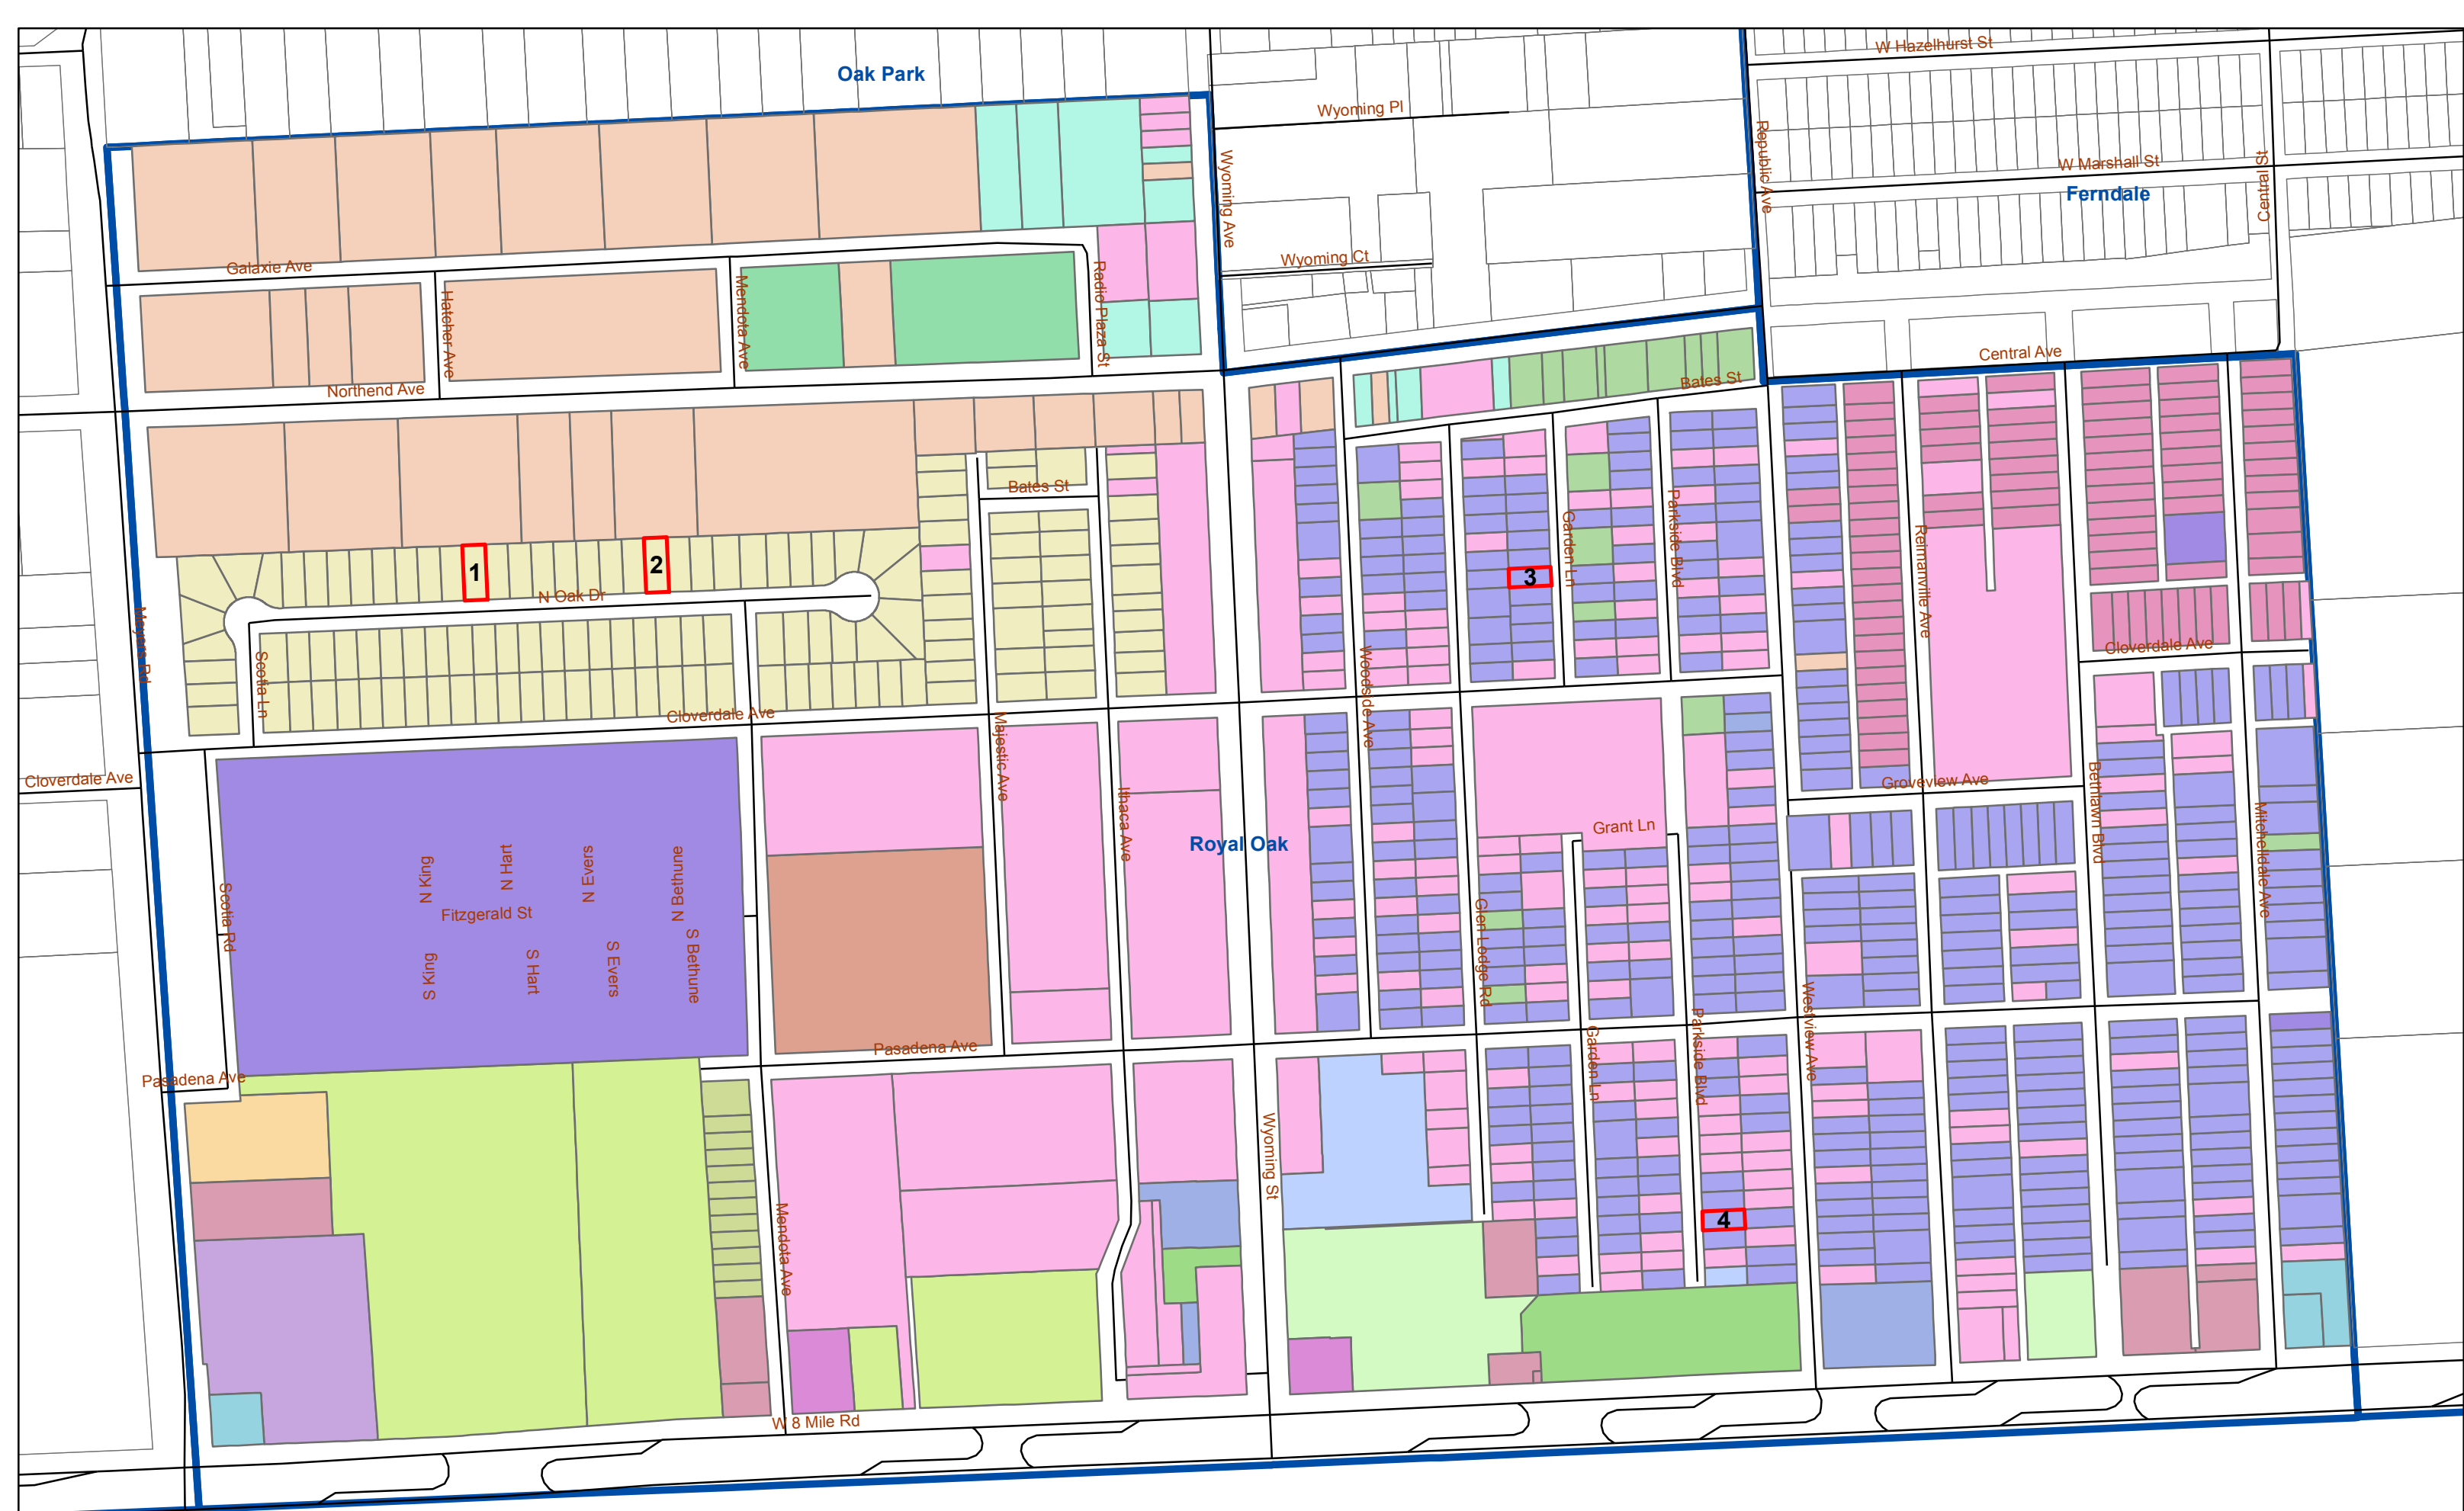 W Hazelhurst St
Oak Park
Wyoming Pl
Republic Ave
W Marshall St
Central St
Ferndale
Wyoming Ave
Wyoming Ct
Galaxie Ave
Radio Plaza St
Mendota Ave
Hatcher Ave
Northend Ave
Central Ave
Bates St
Bates St
Garden Ln
Parkside Blvd
Reimanville Ave
1
2
3
N Oak Dr
Meyers Rd
Scotia Ln
Woodside Ave
Cloverdale Ave
Cloverdale Ave
Majestic Ave
Cloverdale Ave
Groveview Ave
Bethlawn Blvd
Ithaca Ave
Mitchelldale Ave
Grant Ln
Royal Oak
N King
N Hart
N Evers
N Bethune
Scotia Rd
Fitzgerald St
Glen Lodge Rd
S King
S Hart
S Evers
S Bethune
Westview Ave
Pasadena Ave
Pasadena Ave
Garden Ln
Parkside Blvd
Wyoming St
Mendota Ave
4
W 8 Mile Rd